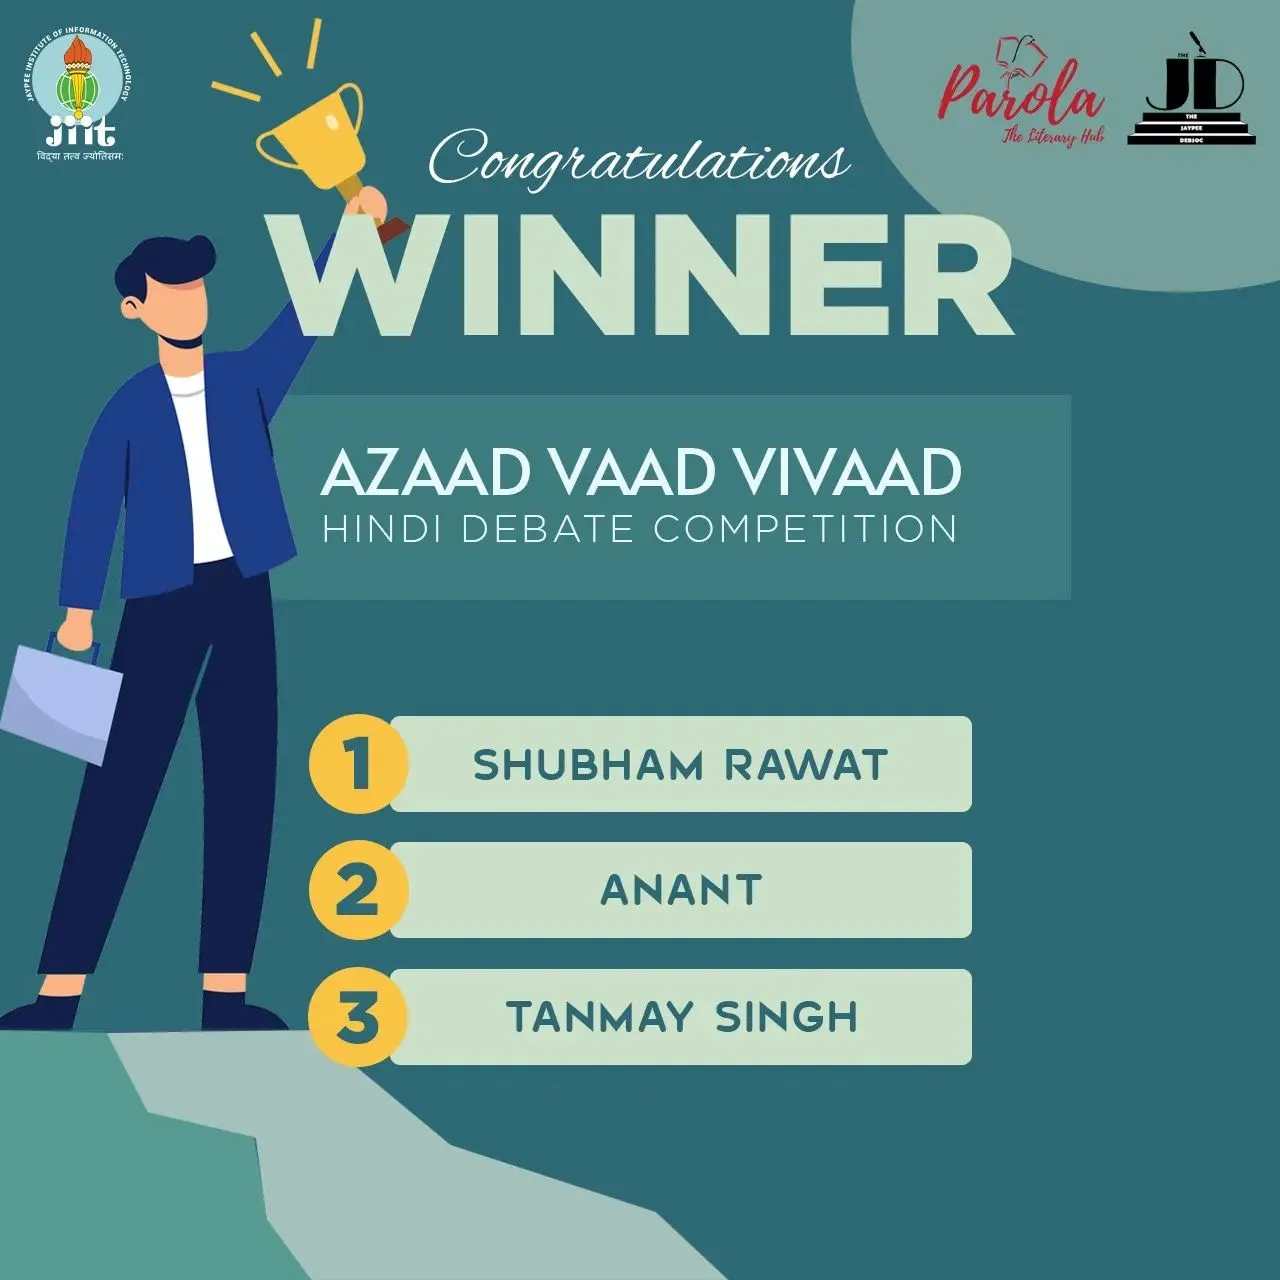 JAYPEE INSTITUTE OF INFORMATION TECHNOLOGY
jiit
विद्या तत्व ज्योतिसम:
Parola
The Literary Hub
THE
JD
THE
JAYPEE
DEBSOC
Congratulations
WINNER
AZAAD VAAD VIVAAD
HINDI DEBATE COMPETITION
1 SHUBHAM RAWAT
2 ANANT
3 TANMAY SINGH